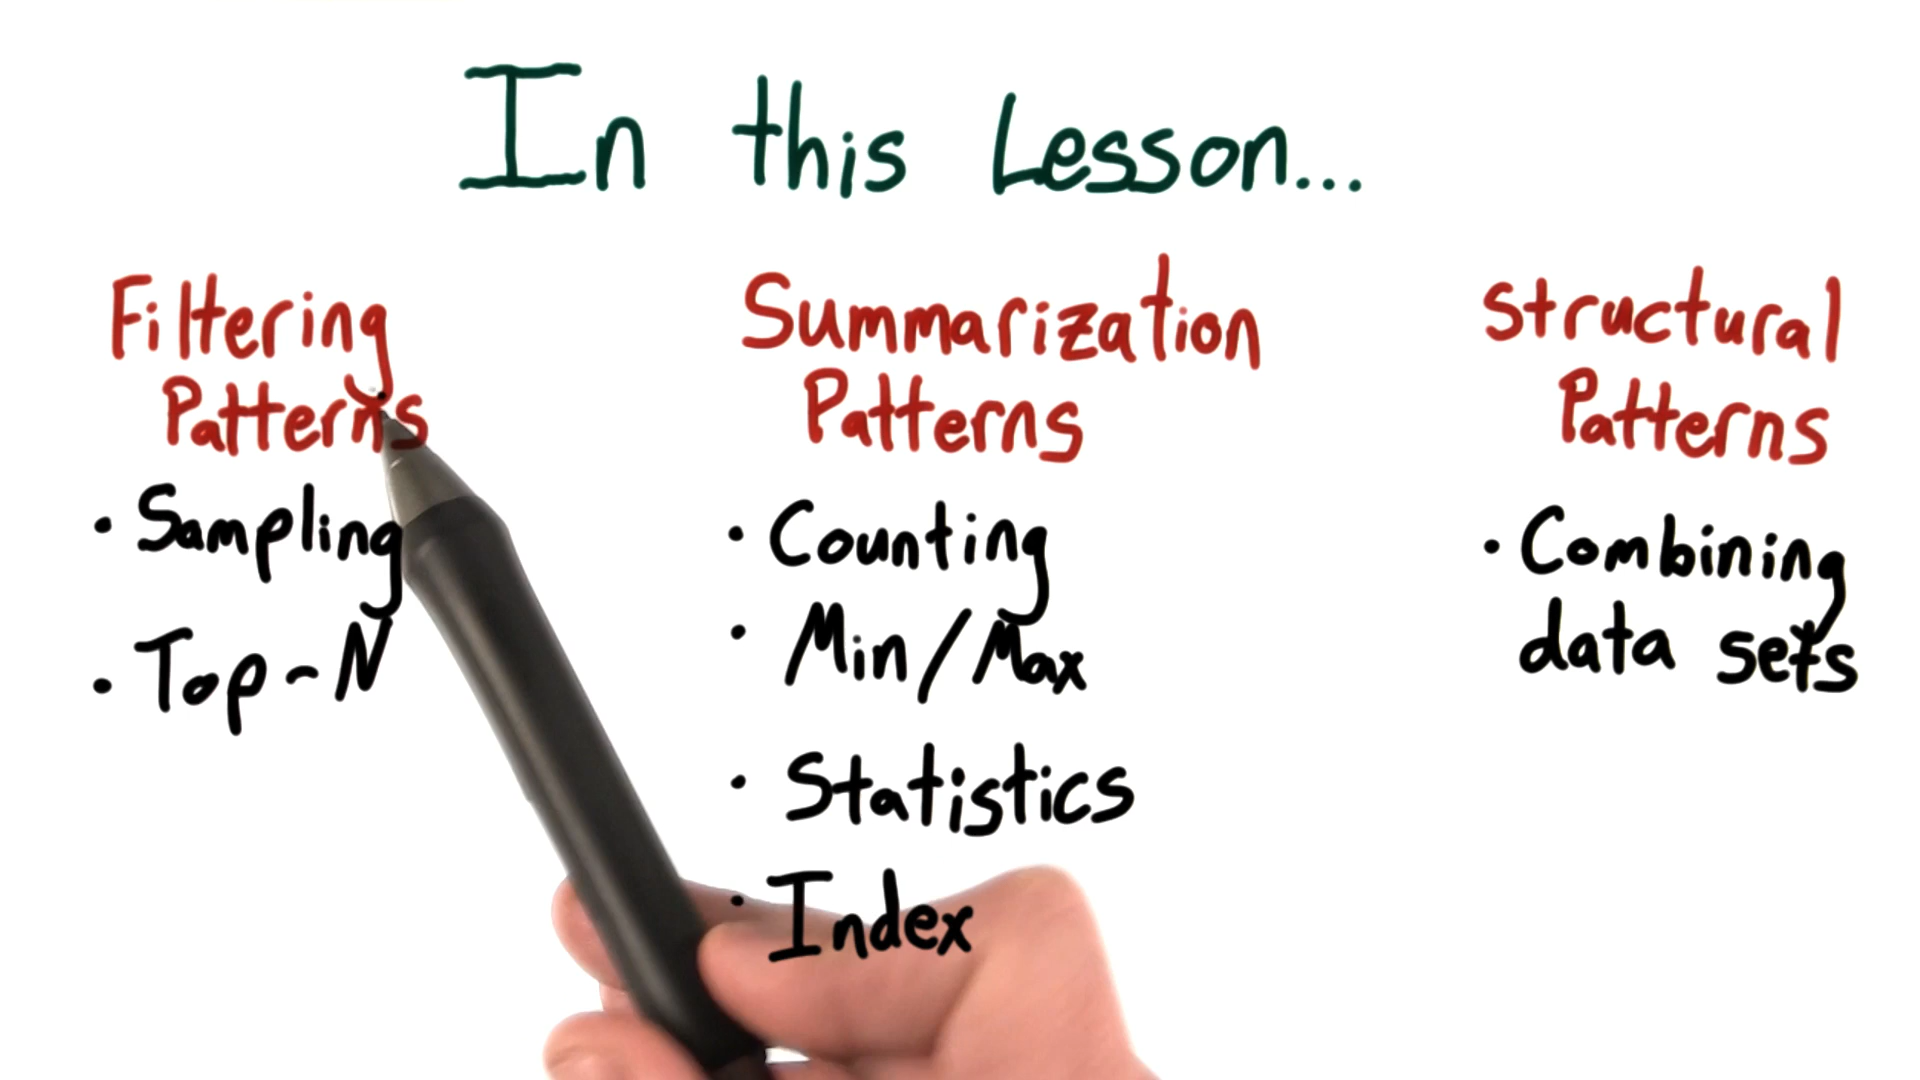 In this Lesson...
Filtering
Patterns
• Sampling
• Top-N
Summarization
Patterns
• Counting
• Min/Max
• Statistics
• Index
Structural
Patterns
• Combining
data sets